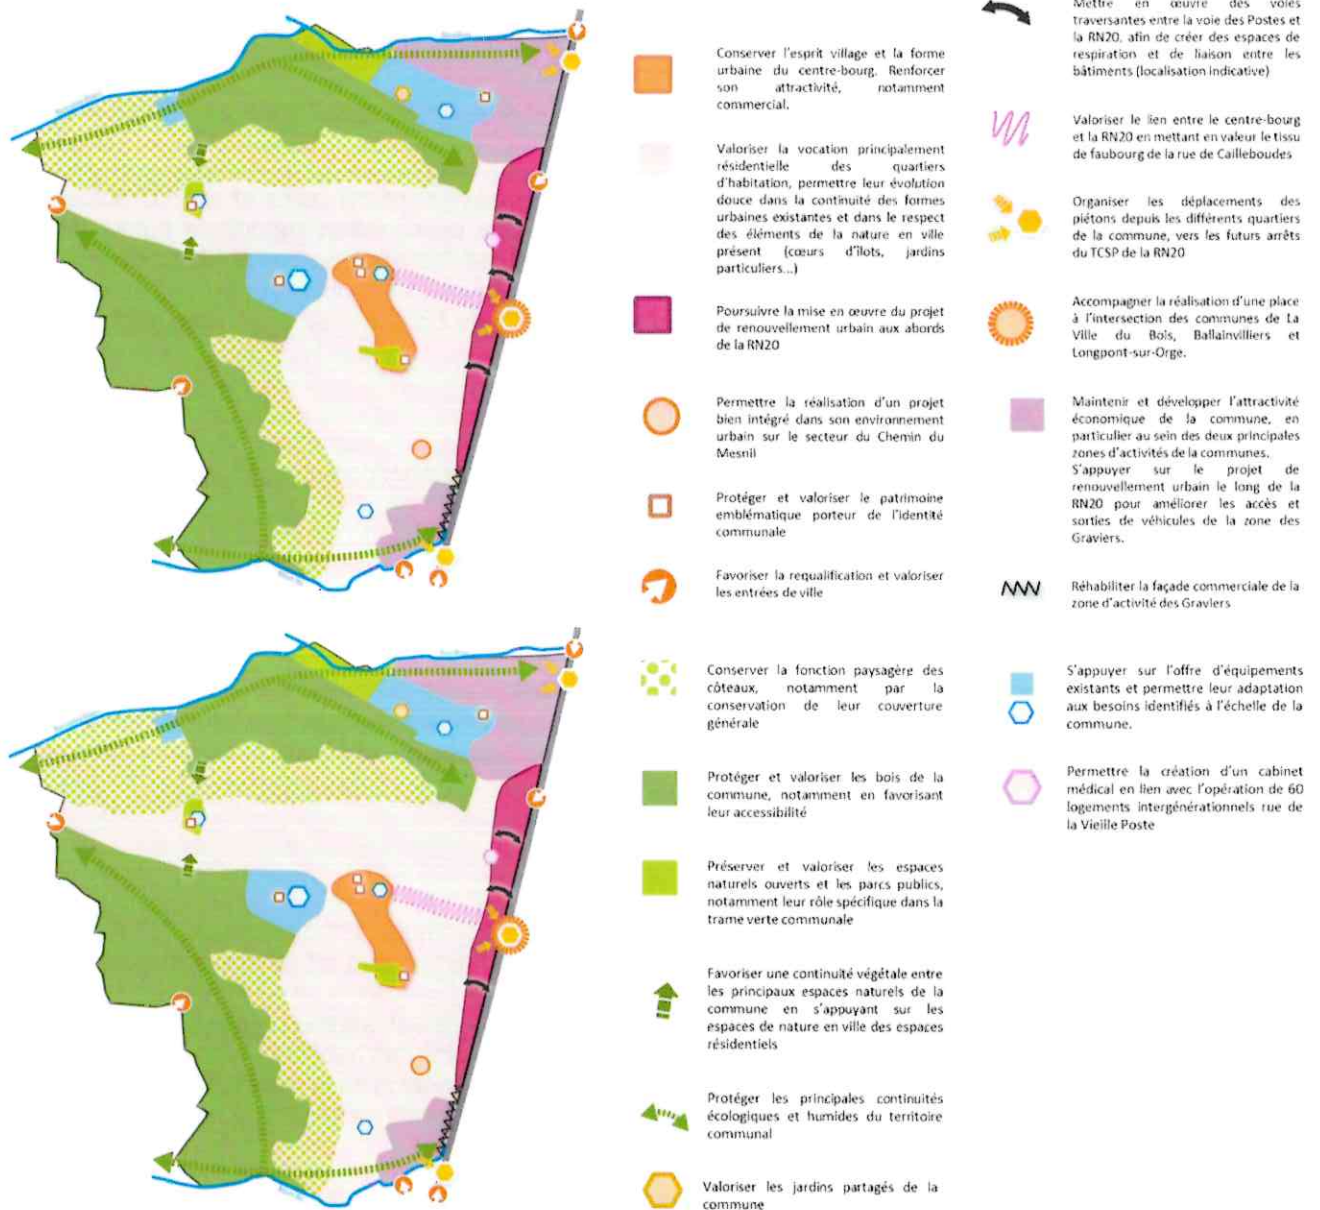 Conserver l'esprit village et la forme
urbaine du centre-bourg. Renforcer
son attractivité, notamment
commercial.
Valoriser la vocation principalement
résidentielle des quartiers
d'habitation, permettre leur évolution
douce dans la continuité des formes
urbaines existantes et dans le respect
des éléments de la nature en ville
présent (cœurs d'îlots, jardins
particuliers...)
Poursuivre la mise en œuvre du projet
de renouvellement urbain aux abords
de la RN20
Permettre la réalisation d'un projet
bien intégré dans son environnement
urbain sur le secteur du Chemin du
Mesnil
Protéger et valoriser le patrimoine
emblématique porteur de l'identité
communale
Favoriser la requalification et valoriser
les entrées de ville
Conserver la fonction paysagère des
côteaux, notamment par la
conservation de leur couverture
générale
Protéger et valoriser les bois de la
commune, notamment en favorisant
leur accessibilité
Préserver et valoriser les espaces
naturels ouverts et les parcs publics,
notamment leur rôle spécifique dans la
trame verte communale
Favoriser une continuité végétale entre
les principaux espaces naturels de la
commune en s'appuyant sur les
espaces de nature en ville des espaces
résidentiels
Protéger les principales continuités
écologiques et humides du territoire
communal
Valoriser les jardins partagés de la
commune
Mettre en œuvre des voies
traversantes entre la voie des Postes et
la RN20, afin de créer des espaces de
respiration et de liaison entre les
bâtiments (localisation indicative)
Valoriser le lien entre le centre-bourg
et la RN20 en mettant en valeur le tissu
de faubourg de la rue de Cailleboudes
Organiser les déplacements des
piétons depuis les différents quartiers
de la commune, vers les futurs arrêts
du TCSP de la RN20
Accompagner la réalisation d'une place
à l'intersection des communes de La
Ville du Bois, Ballainvilliers et
Longpont-sur-Orge.
Maintenir et développer l'attractivité
économique de la commune, en
particulier au sein des deux principales
zones d'activités de la communes.
S'appuyer sur le projet de
renouvellement urbain le long de la
RN20 pour améliorer les accès et
sorties de véhicules de la zone des
Graviers.
Réhabiliter la façade commerciale de la
zone d'activité des Graviers
S'appuyer sur l'offre d'équipements
existants et permettre leur adaptation
aux besoins identifiés à l'échelle de la
commune.
Permettre la création d'un cabinet
médical en lien avec l'opération de 60
logements intergénérationnels rue de
la Vieille Poste